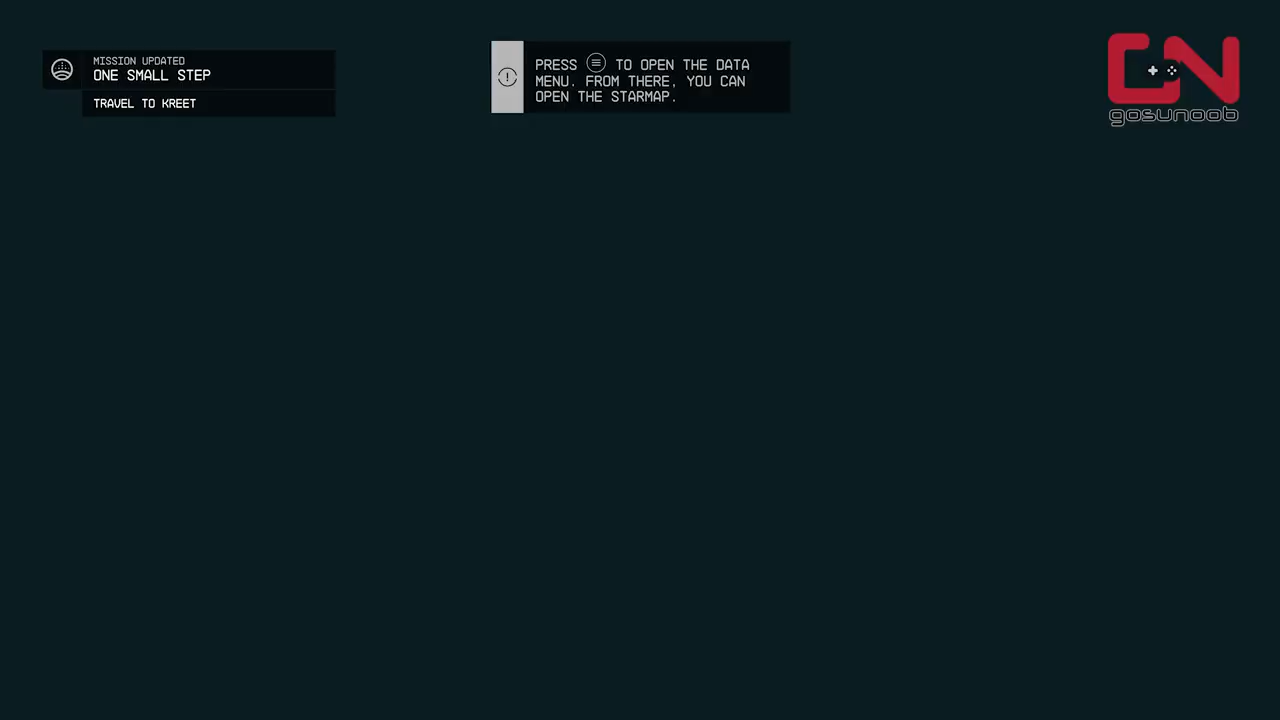 MISSION UPDATED
ONE SMALL STEP
TRAVEL TO KREET
PRESS TO OPEN THE DATA
MENU. FROM THERE, YOU CAN
OPEN THE STARMAP.
GN
gosunoob